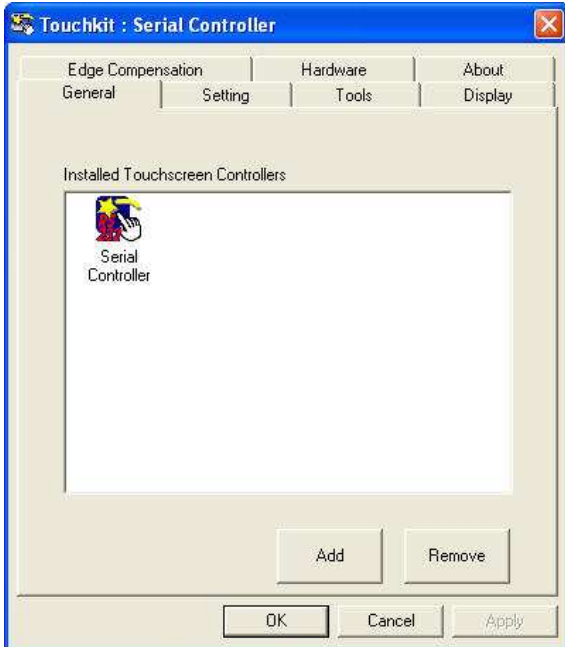 Touchkit : Serial Controller
Edge Compensation Hardware About
General Setting Tools Display
Installed Touchscreen Controllers
Serial
Controller
Add Remove
OK Cancel Apply